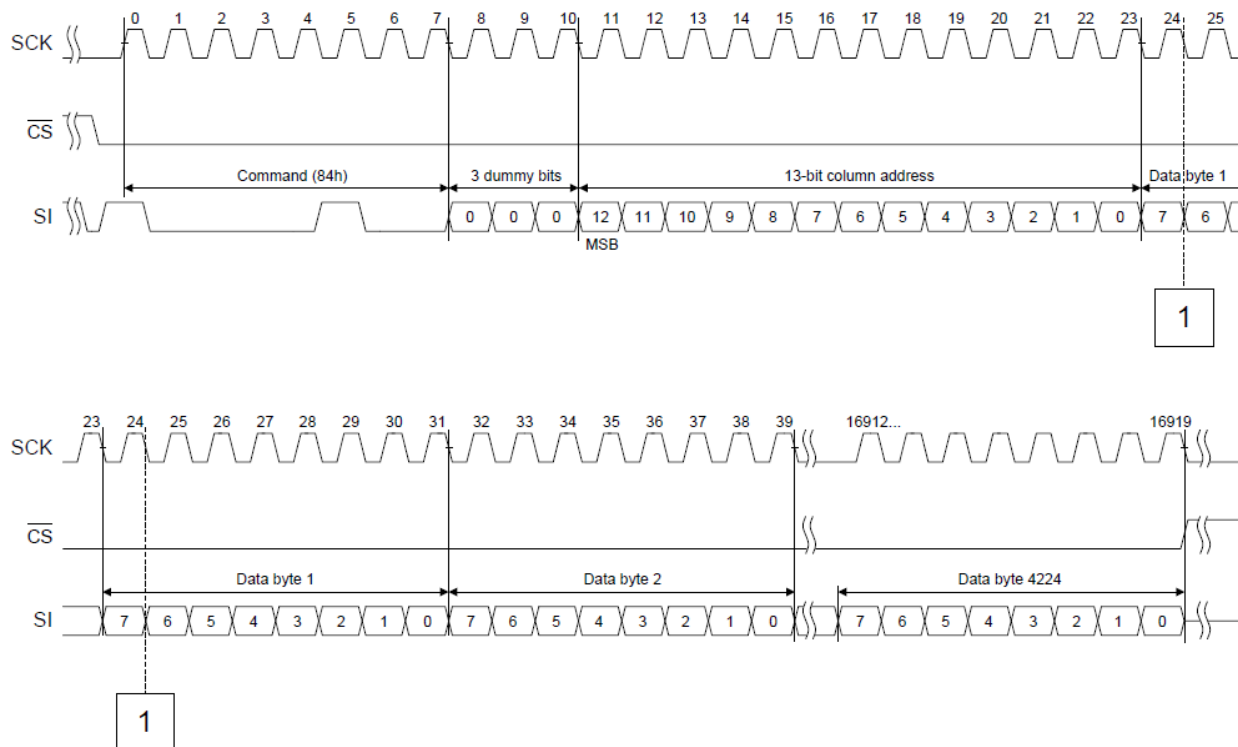 0 1 2 3 4 5 6 7 8 9 10 11 12 13 14 15 16 17 18 19 20 21 22 23 24 25
SCK
CS
Command (84h) 3 dummy bits 13-bit column address Data byte 1
SI 0 0 0 12 11 10 9 8 7 6 5 4 3 2 1 0 7 6
MSB
1
23 24 25 26 27 28 29 30 31 32 33 34 35 36 37 38 39 16912... 16919
SCK
CS
Data byte 1 Data byte 2 Data byte 4224
SI 7 6 5 4 3 2 1 0 7 6 5 4 3 2 1 0 7 6 5 4 3 2 1 0
1